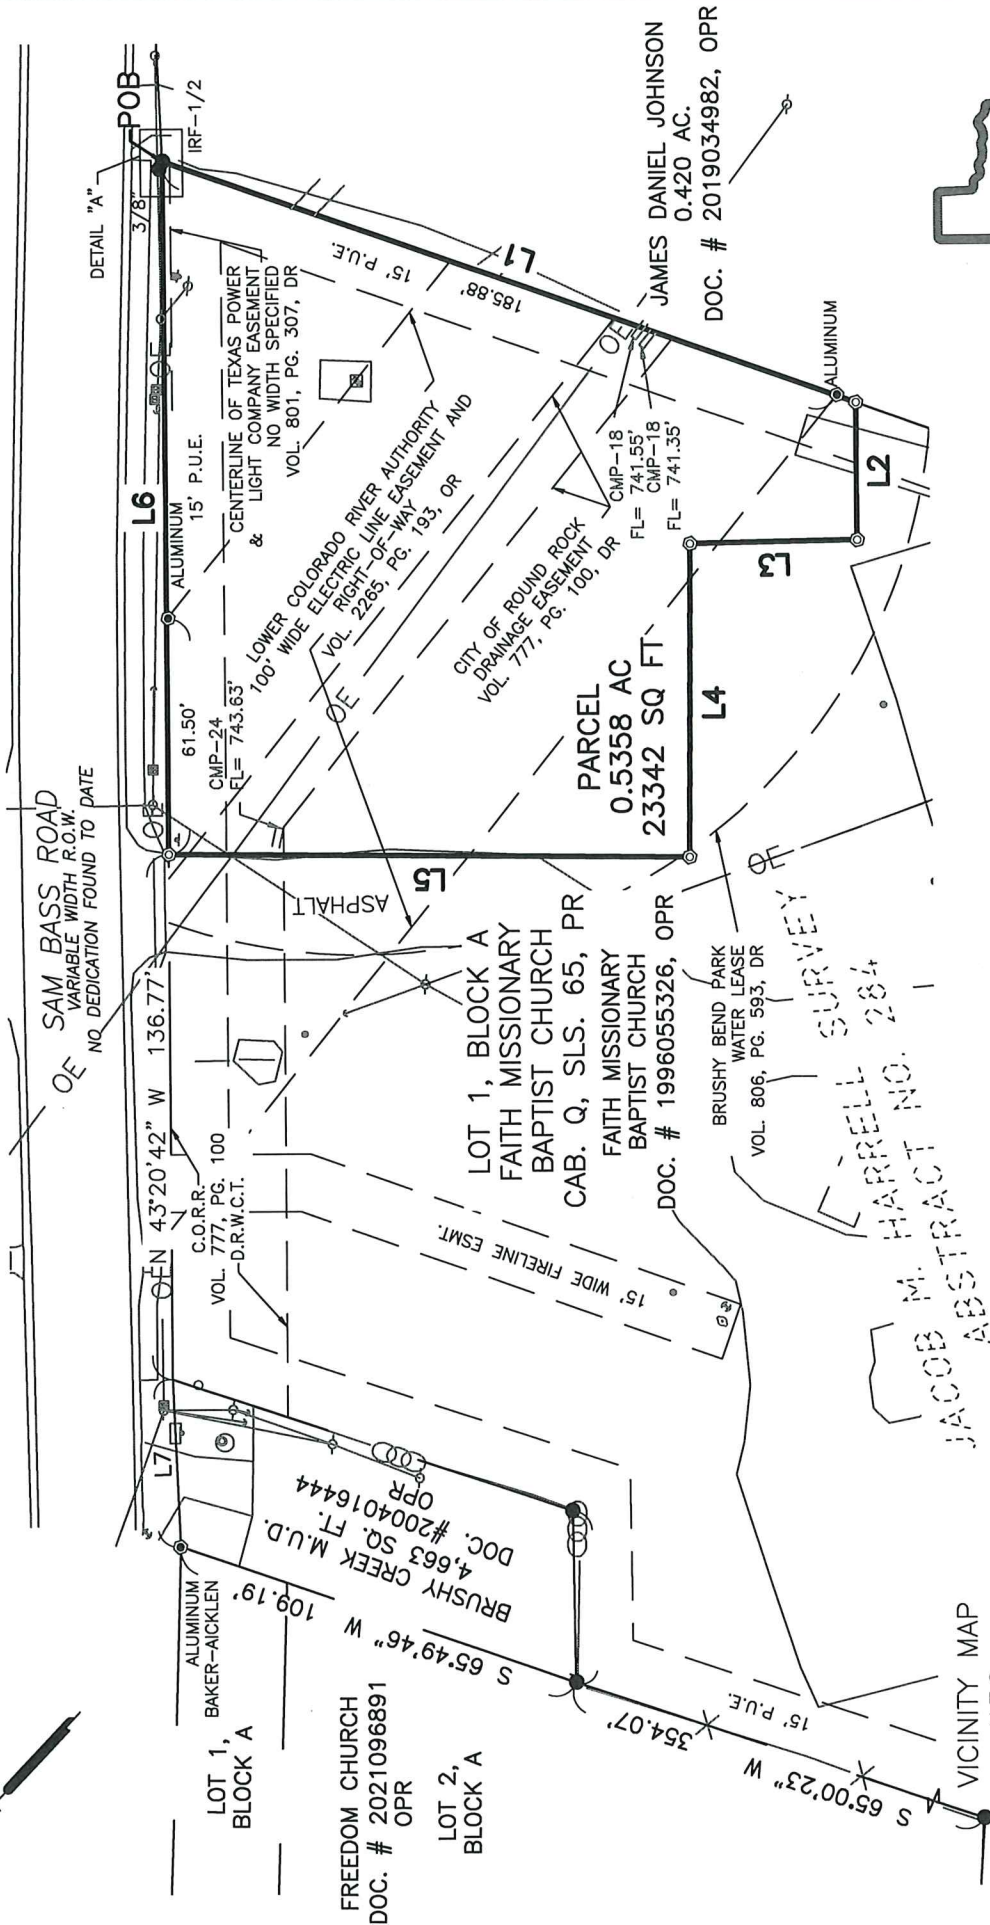 SAM BASS ROAD
VARIABLE WIDTH R.O.W.
NO DEDICATION FOUND TO DATE
OE
POB
DETAIL "A"
3/8"
IRF-1/2
L6
ALUMINUM
15' P.U.E.
61.50'
OE
OE
CENTERLINE OF TEXAS POWER
& LIGHT COMPANY EASEMENT
NO WIDTH SPECIFIED
VOL. 801, PG. 307, DR
CMP-24
FL= 743.63'
LOWER COLORADO RIVER AUTHORITY
100' WIDE ELECTRIC LINE EASEMENT AND
RIGHT-OF-WAY
VOL. 2265, PG. 193, OR
OE
15' P.U.E.
185.88'
L1
JAMES DANIEL JOHNSON
0.420 AC.
DOC. # 2019034982, OPR
OE
CMP-18
FL= 741.55'
CMP-18
FL= 741.35'
ALUMINUM
CITY OF ROUND ROCK
DRAINAGE EASEMENT
VOL. 777, PG. 100, DR
PARCEL
0.5358 AC
23342 SQ FT
L2
L3
L4
L5
ASPHALT
N 43°20'42" W 136.77'
OE
C.O.R.R.
VOL. 777, PG. 100
D.R.W.C.T.
LOT 1, BLOCK A
FAITH MISSIONARY
BAPTIST CHURCH
CAB. Q, SLS. 65, PR
FAITH MISSIONARY
BAPTIST CHURCH
DOC. # 1996055326, OPR
OE
BRUSHY BEND PARK
WATER LEASE
VOL. 806, PG. 593, DR
JACOB M. HARRELL SURVEY
ABSTRACT NO. 284
15' WIDE FIRELINE ESMT.
L7
ALUMINUM
BAKER-AICKLEN
BRUSHY CREEK M.U.D.
4,663 SQ. FT.
DOC. #2004016444
OPR
S 65°49'46" W 109.19'
LOT 1,
BLOCK A
FREEDOM CHURCH
DOC. # 2021096891
OPR
LOT 2,
BLOCK A
15' P.U.E.
S 65°00'23" W 354.07'
VICINITY MAP